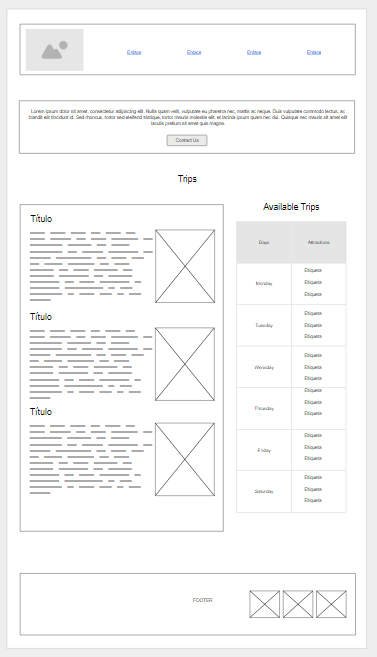 Enlace Enlace Enlace Enlace
Lorem ipsum dolor sit amet, consectetur adipiscing elit. Nulla quam velit, vulputate eu pharetra nec, mattis ac neque. Duis vulputate commodo lectus, ac
blandit elit tincidunt id. Sed rhoncus, tortor sed eleifend tristique, tortor mauris molestie elit, et lacinia ipsum quam nec dui. Quisque nec mauris sit amet elit
iaculis pretium sit amet quis magna.
Contact Us
Trips
Available Trips
Título
Título
Título
Days Attractions
Monday
Etiqueta
Etiqueta
Etiqueta
Tuesday
Etiqueta
Etiqueta
Etiqueta
Etiqueta
Etiqueta
Etiqueta
Thursday
Etiqueta
Etiqueta
Etiqueta
Friday
Etiqueta
Etiqueta
Etiqueta
Saturday
Etiqueta
Etiqueta
Etiqueta
FOOTER